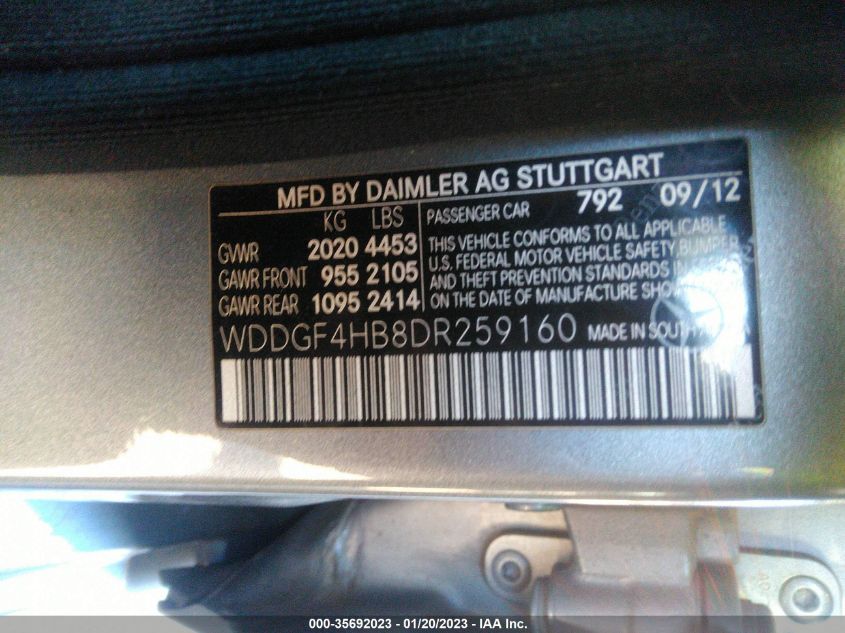 MFD BY DAIMLER AG STUTTGART
KG LBS PASSENGER CAR 792 09/12
GVWR 2020 4453
GAWR FRONT 955 2105
GAWR REAR 1095 2414
THIS VEHICLE CONFORMS TO ALL APPLICABLE
U.S. FEDERAL MOTOR VEHICLE SAFETY, BUMPER
AND THEFT PREVENTION STANDARDS IN
ON THE DATE OF MANUFACTURE
WDDGF4HB8DR259160 MADE IN SOUTH
000-35692023 - 01/20/2023 - IAA Inc.